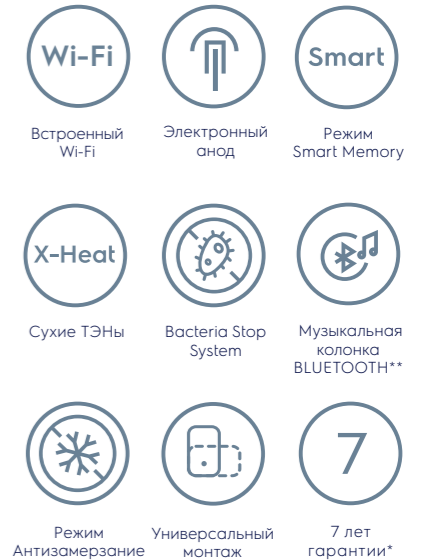 Wi-Fi
Smart
Встроенный
Wi-Fi
Электронный
анод
Режим
Smart Memory
X-Heat
Сухие ТЭНы
Bacteria Stop
System
Музыкальная
колонка
BLUETOOTH**
7
Режим
Антизамерзание
Универсальный
монтаж
7 лет
гарантии*